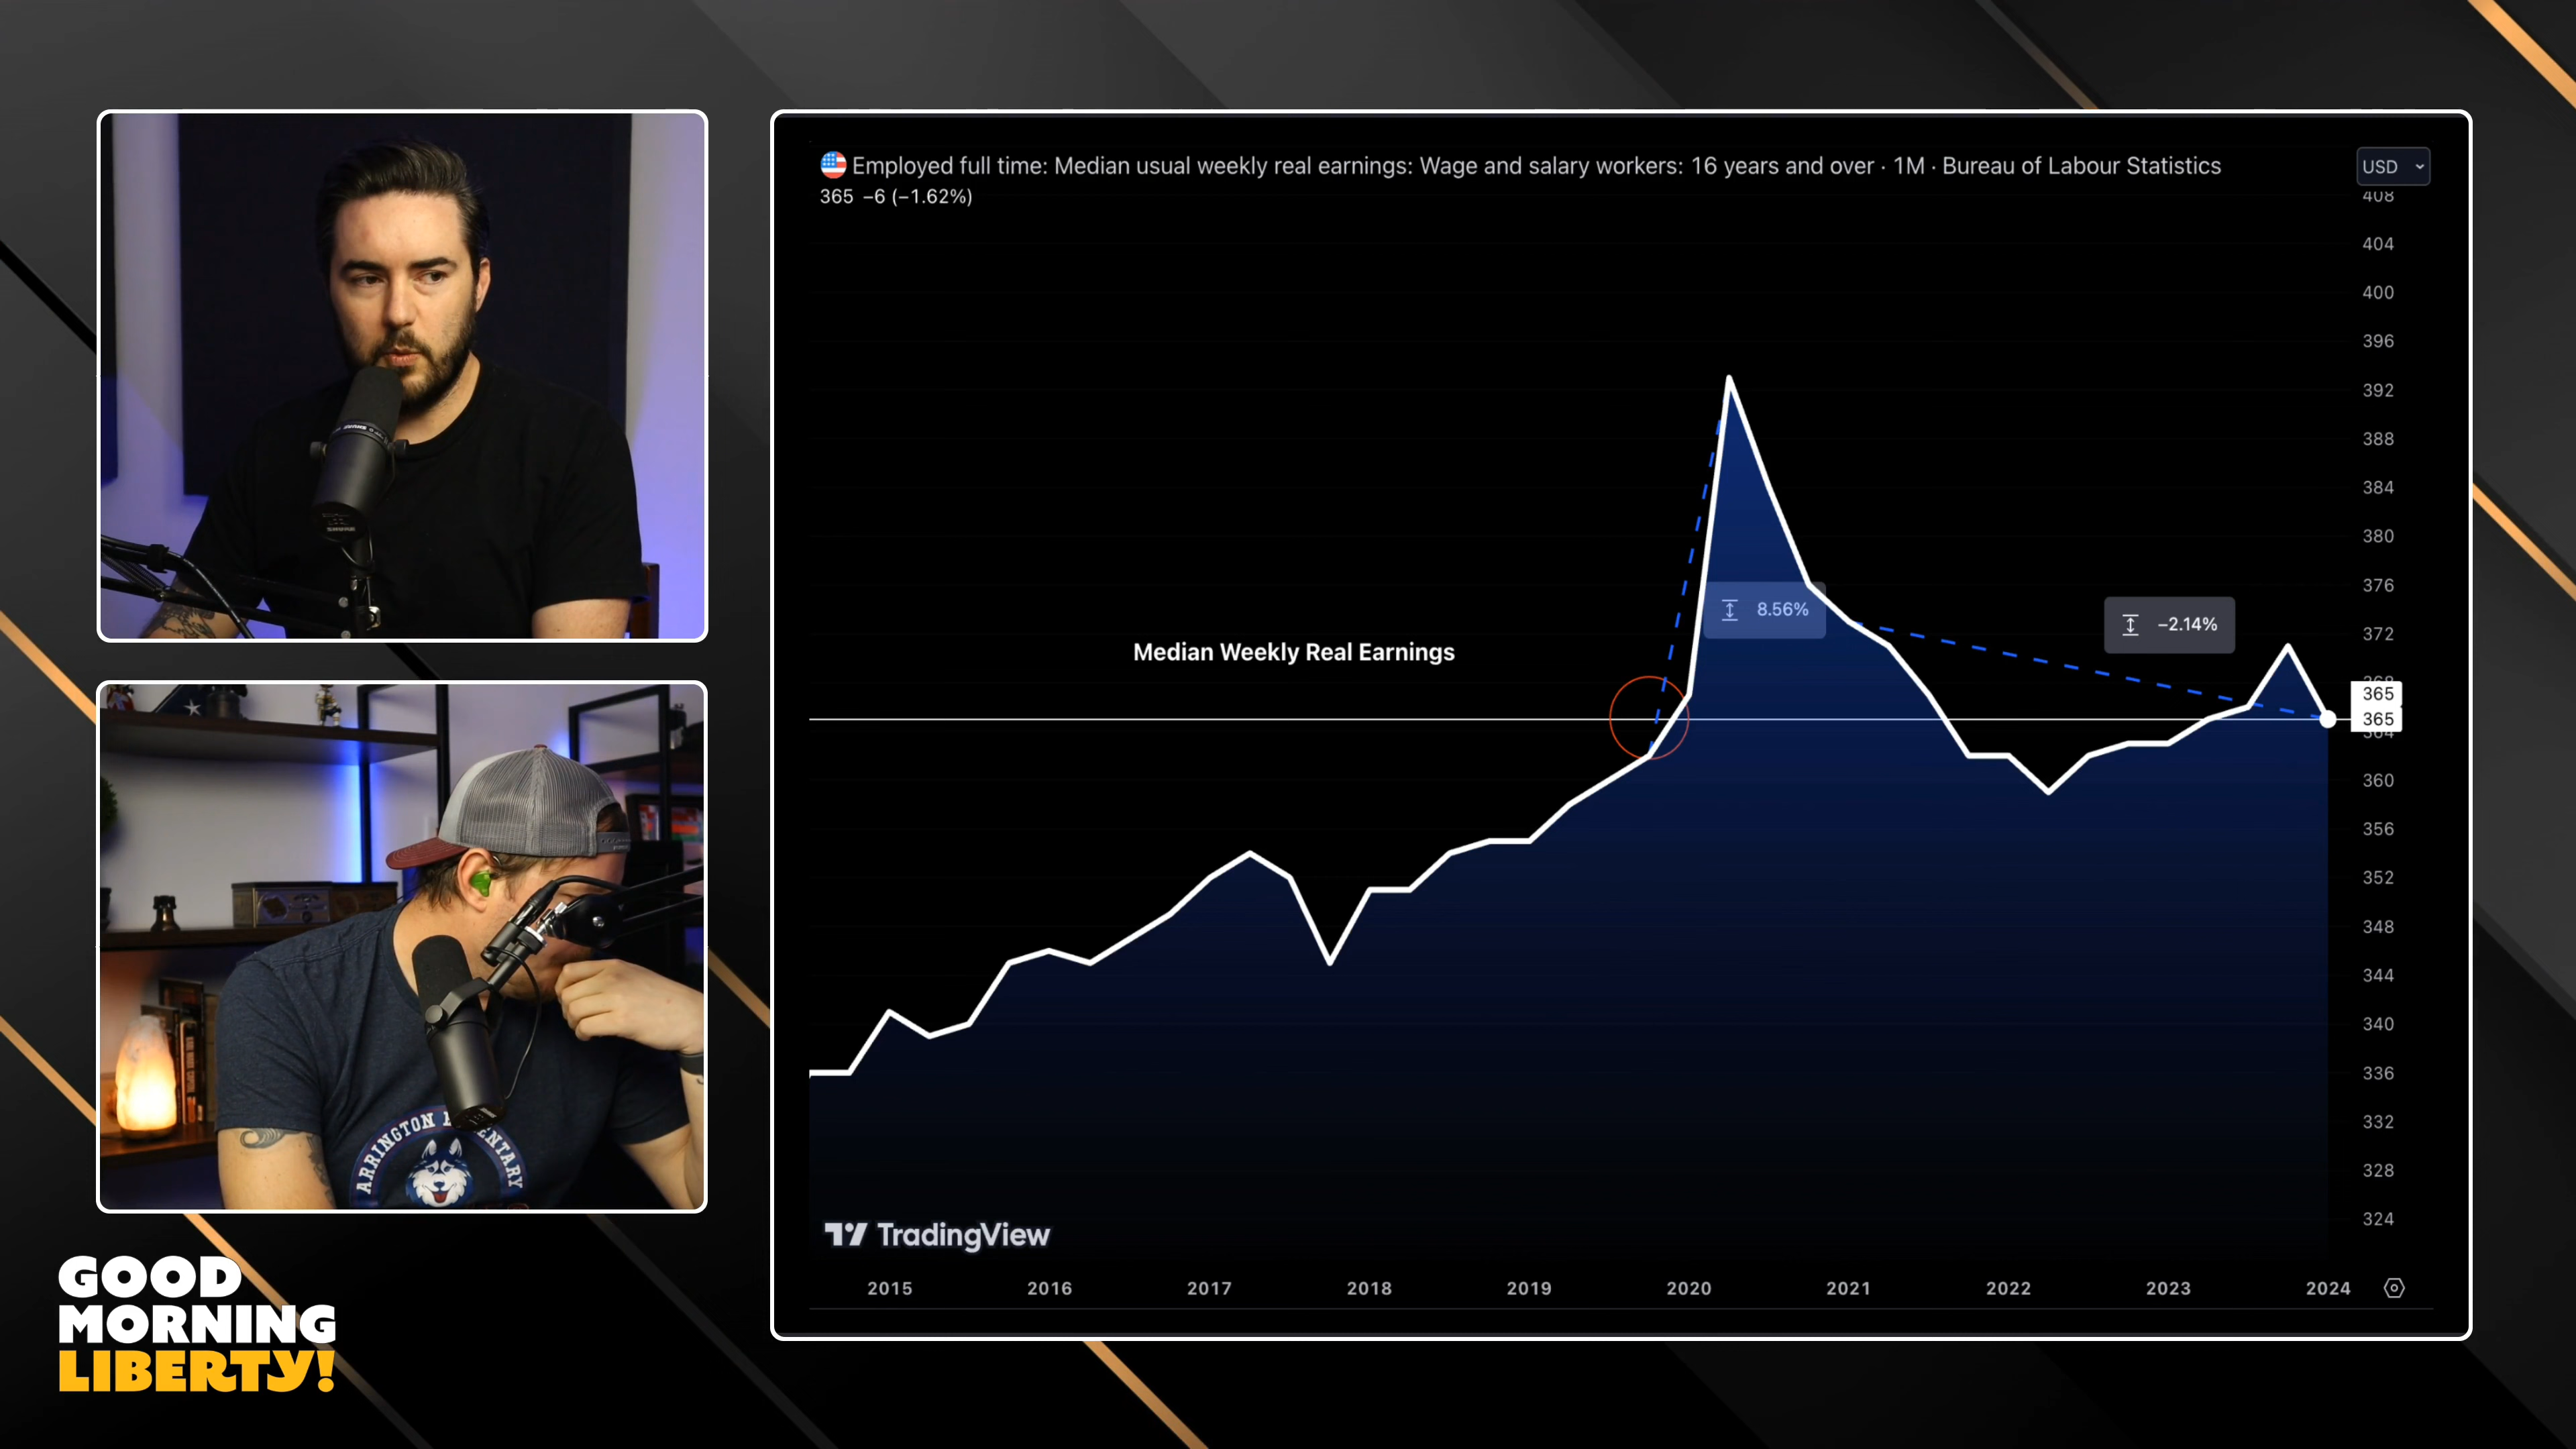 Employed full time: Median usual weekly real earnings: Wage and salary workers: 16 years and over · 1M · Bureau of Labour Statistics
USD
365 −6 (−1.62%)
408
404
400
396
392
388
384
380
376
372
368
365
365
364
360
356
352
348
344
340
336
332
328
324
8.56%
−2.14%
Median Weekly Real Earnings
TradingView
2015 2016 2017 2018 2019 2020 2021 2022 2023 2024
SHURE
GOOD
MORNING
LIBERTY!